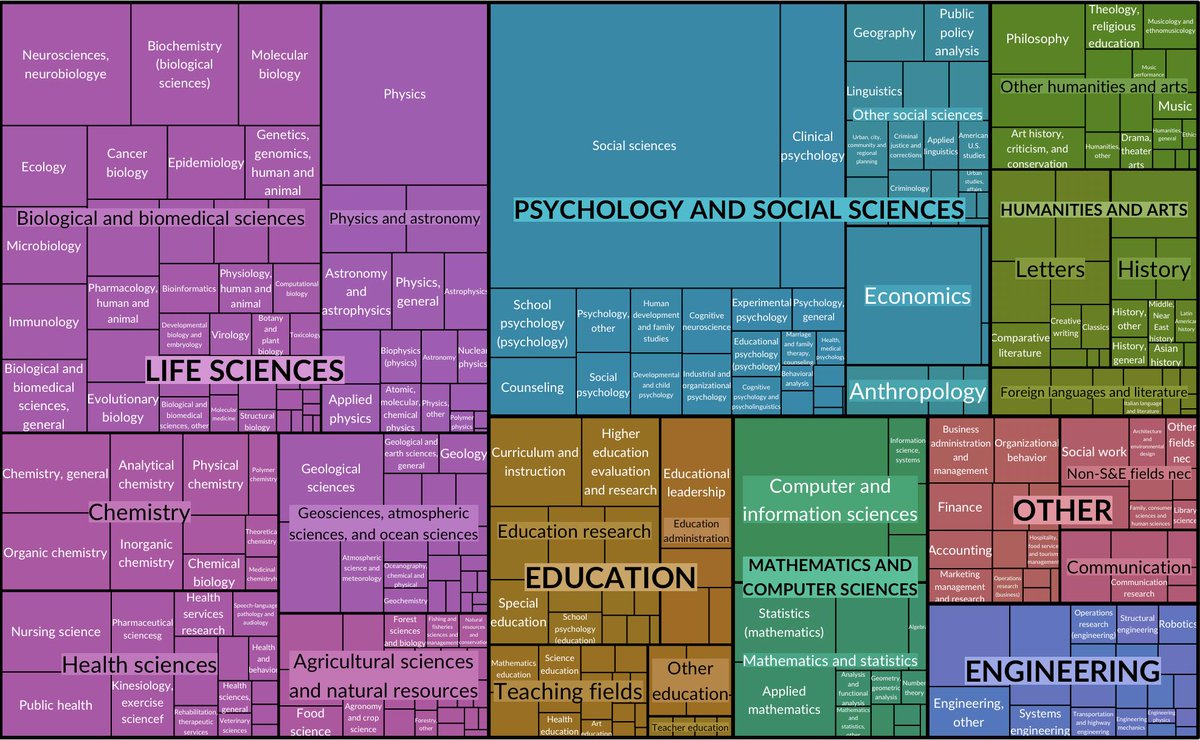 Neurosciences,
neurobiologye
Biochemistry
(biological
sciences)
Molecular
biology
Ecology
Cancer
biology
Epidemiology
Genetics,
genomics,
human and
animal
Biological and biomedical sciences
Microbiology
Pharmacology,
human and
animal
Bioinformatics
Physiology,
human and
animal
Computational
biology
Immunology
Developmental
biology and
embryology
Virology
Botany
and
plant
biology
Toxicology
LIFE SCIENCES
Biological and
biomedical
sciences,
general
Evolutionary
biology
Biological and
biomedical
sciences, other
Molecular
medicine
Structural
biology
Physics
Physics and astronomy
Astronomy
and
astrophysics
Physics,
general
Astrophysics
Biophysics
(physics)
Astronomy
Nuclear
physics
Applied
physics
Atomic,
molecular,
chemical
physics
Physics,
other
Polymer
physics
Chemistry, general
Analytical
chemistry
Physical
chemistry
Polymer
chemistry
Chemistry
Organic chemistry
Inorganic
chemistry
Theoretical
chemistry
Chemical
biology
Medicinal
chemistryh
Geological
sciences
Geological and
earth sciences,
general
Geology
Geosciences, atmospheric
sciences, and ocean sciences
Atmospheric
science and
meteorology
Oceanography,
chemical and
physical
Geochemistry
Nursing science
Pharmaceutical
sciencesg
Health
services
research
Speech-language
pathology and
audiology
Health
and
behavior
Health sciences
Public health
Kinesiology,
exercise
sciencef
Health
sciences,
general
Rehabilitation,
therapeutic
services
Veterinary
sciences
Forest
sciences
and biology
Fishing and
fisheries
sciences and
management
Natural
resources
and
conservation
Agricultural sciences
and natural resources
Food
science
Agronomy
and crop
science
Forestry,
other
Social sciences
Clinical
psychology
Geography
Public
policy
analysis
Linguistics
Other social sciences
Urban, city,
community and
regional
planning
Criminal
justice and
corrections
Applied
linguistics
American
U.S.
studies
Criminology
Urban
studies,
affairs
PSYCHOLOGY AND SOCIAL SCIENCES
School
psychology
(psychology)
Psychology,
other
Human
development
and family
studies
Cognitive
neuroscience
Experimental
psychology
Psychology,
general
Educational
psychology
(psychology)
Marriage
and family
therapy,
counseling
Health,
medical
psychology
Counseling
Social
psychology
Developmental
and child
psychology
Industrial and
organizational
psychology
Cognitive
psychology and
psycholinguistics
Behavioral
analysis
Economics
Anthropology
Philosophy
Theology,
religious
education
Musicology and
ethnomusicology
Music
performance
Other humanities and arts
Music
Art history,
criticism, and
conservation
Humanities,
other
Drama,
theater
arts
Humanities,
general
Ethics
HUMANITIES AND ARTS
Letters
History
Comparative
literature
Creative
writing
Classics
History,
other
Middle,
Near
East
history
Latin
American
history
History,
general
Asian
history
Foreign languages and literature
Italian language
and literature
Curriculum and
instruction
Higher
education
evaluation
and research
Educational
leadership
Education research
Education
administration
EDUCATION
Special
education
School
psychology
(education)
Mathematics
education
Science
education
Teaching fields
Health
education
Art
education
Other
education
Teacher education
Information
science,
systems
Computer and
information sciences
MATHEMATICS AND
COMPUTER SCIENCES
Statistics
(mathematics)
Algebra
Mathematics and statistics
Applied
mathematics
Analysis
and
functional
analysis
Geometry,
geometric
analysis
Number
theory
Mathematics
and
statistics,
other
Business
administration
and
management
Organizational
behavior
Social work
Architecture
and
environmental
design
Other
fields
nec
Non-S&E fields nec
Finance
OTHER
Family, consumer
sciences and
human sciences
Library
science
Accounting
Hospitality,
food service
and tourism
management
Communication
Communication
research
Marketing
management
and research
Operations
research
(business)
Operations
research
(engineering)
Structural
engineering
Robotics
ENGINEERING
Engineering,
other
Systems
engineering
Transportation
and highway
engineering
Engineering
mechanics
Engineering
physics